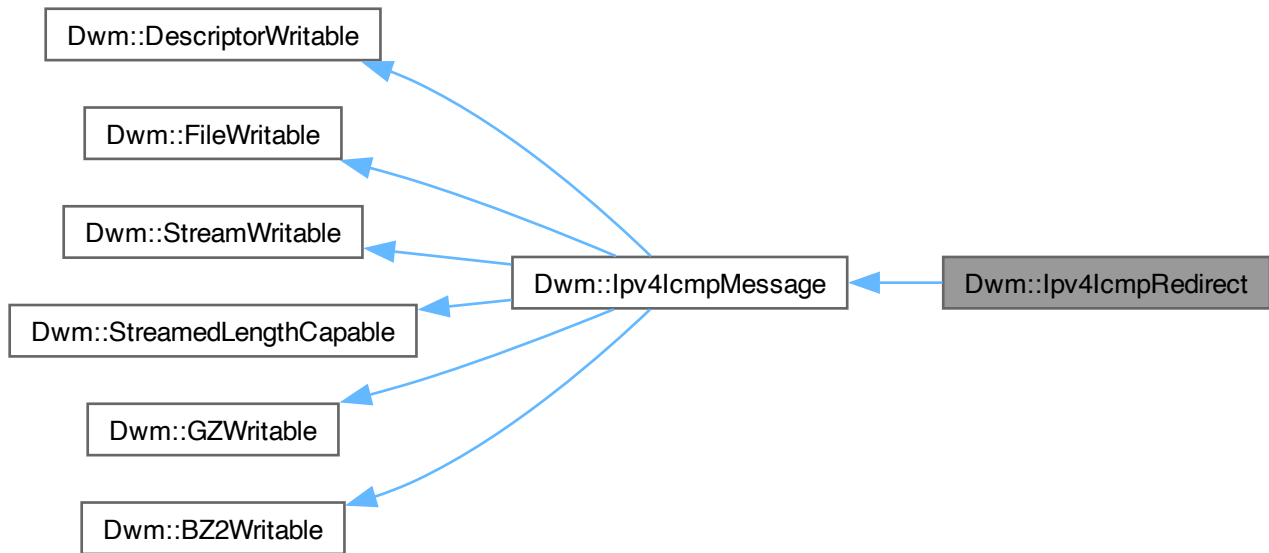 Dwm::DescriptorWritable
Dwm::FileWritable
Dwm::StreamWritable
Dwm::StreamedLengthCapable
Dwm::GZWritable
Dwm::BZ2Writable
Dwm::Ipv4IcmpMessage
Dwm::Ipv4IcmpRedirect